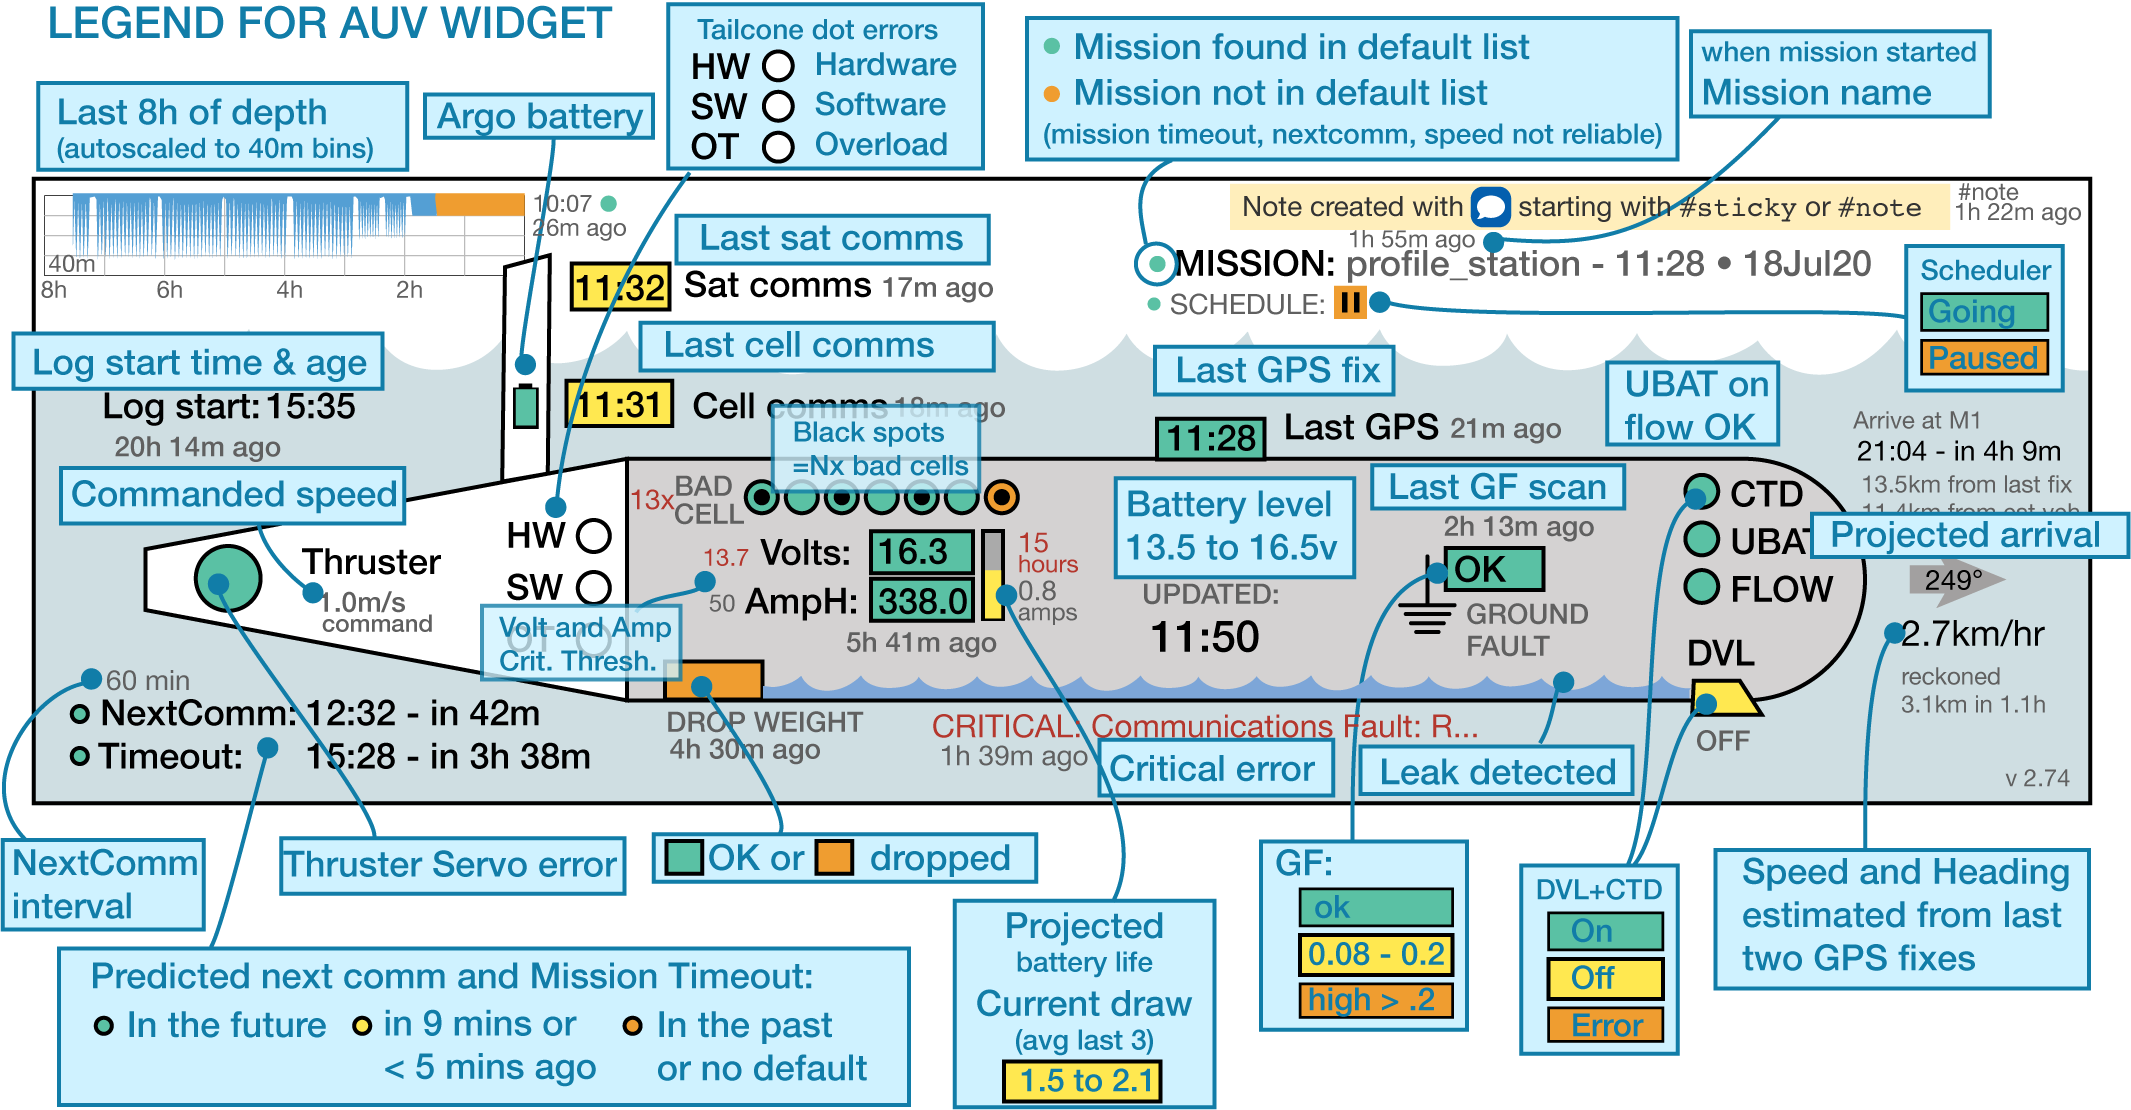 LEGEND FOR AUV WIDGET
Tailcone dot errors
HW Hardware
SW Software
OT Overload
Mission found in default list
Mission not in default list
(mission timeout, nextcomm, speed not reliable)
when mission started
Mission name
Last 8h of depth
(autoscaled to 40m bins)
Argo battery
10:07
26m ago
40m
8h 6h 4h 2h
Note created with starting with #sticky or #note
#note
1h 22m ago
Last sat comms
11:32 Sat comms 17m ago
1h 55m ago
MISSION: profile_station - 11:28 • 18Jul20
SCHEDULE:
Scheduler
Going
Paused
Log start time & age
Log start: 15:35
20h 14m ago
Last cell comms
11:31 Cell comms 18m ago
Last GPS fix
11:28 Last GPS 21m ago
UBAT on
flow OK
Arrive at M1
21:04 - in 4h 9m
13.5km from last fix
Projected arrival
Black spots
=Nx bad cells
Commanded speed
Thruster
1.0m/s
command
HW
SW
OT
13x BAD
CELL
13.7 Volts: 16.3
50 AmpH: 338.0
5h 41m ago
15
hours
0.8
amps
Volt and Amp
Crit. Thresh.
Battery level
13.5 to 16.5v
UPDATED:
11:50
Last GF scan
2h 13m ago
OK
GROUND
FAULT
CTD
UBAT
FLOW
DVL
OFF
249°
2.7km/hr
reckoned
3.1km in 1.1h
v 2.74
60 min
NextComm: 12:32 - in 42m
Timeout: 15:28 - in 3h 38m
DROP WEIGHT
4h 30m ago
CRITICAL: Communications Fault: R...
1h 39m ago
Critical error
Leak detected
NextComm
interval
Thruster Servo error
OK or dropped
Predicted next comm and Mission Timeout:
In the future
in 9 mins or
< 5 mins ago
In the past
or no default
Projected
battery life
Current draw
(avg last 3)
1.5 to 2.1
GF:
ok
0.08 - 0.2
high > .2
DVL+CTD
On
Off
Error
Speed and Heading
estimated from last
two GPS fixes